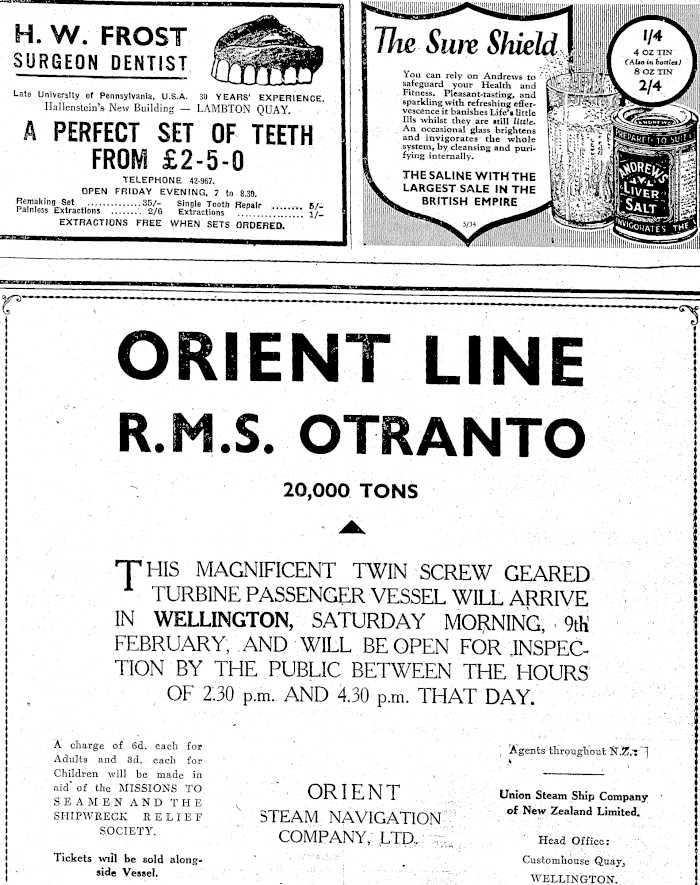 H. W. FROST
SURGEON DENTIST
Late University of Pennsylvania, U.S.A. 30 YEARS' EXPERIENCE.
Hallenstein's New Building — LAMBTON QUAY.
A PERFECT SET OF TEETH
FROM £2-5-0
TELEPHONE 42-967.
OPEN FRIDAY EVENING, 7 to 8.30.
Remaking Set ............... 35/- Single Tooth Repair ........ 5/-
Painless Extractions ........ 2/6 Extractions ................. 1/-
EXTRACTIONS FREE WHEN SETS ORDERED.
The Sure Shield
You can rely on Andrews to
safeguard your Health and
Fitness. Pleasant-tasting, and
sparkling with refreshing effer-
vescence it banishes Life's little
Ills whilst they are still little.
An occasional glass brightens
and invigorates the whole
system, by cleansing and puri-
fying internally.
THE SALINE WITH THE
LARGEST SALE IN THE
BRITISH EMPIRE
5/34
1/4
4 OZ TIN
(Also in bottles)
8 OZ TIN
2/4
PREPARED TO SUIT
ANDREWS
LIVER
SALT
INVIGORATES THE
ORIENT LINE
R.M.S. OTRANTO
20,000 TONS
THIS MAGNIFICENT TWIN SCREW GEARED
TURBINE PASSENGER VESSEL WILL ARRIVE
IN WELLINGTON, SATURDAY MORNING, 9th
FEBRUARY, AND WILL BE OPEN FOR INSPEC-
TION BY THE PUBLIC BETWEEN THE HOURS
OF 2.30 p.m. AND 4.30 p.m. THAT DAY.
A charge of 6d. each for
Adults and 3d. each for
Children will be made in
aid of the MISSIONS TO
SEAMEN AND THE
SHIPWRECK RELIEF
SOCIETY.
Tickets will be sold along-
side Vessel.
ORIENT
STEAM NAVIGATION
COMPANY, LTD.
Agents throughout N.Z.:
Union Steam Ship Company
of New Zealand Limited.
Head Office:
Customhouse Quay,
WELLINGTON.